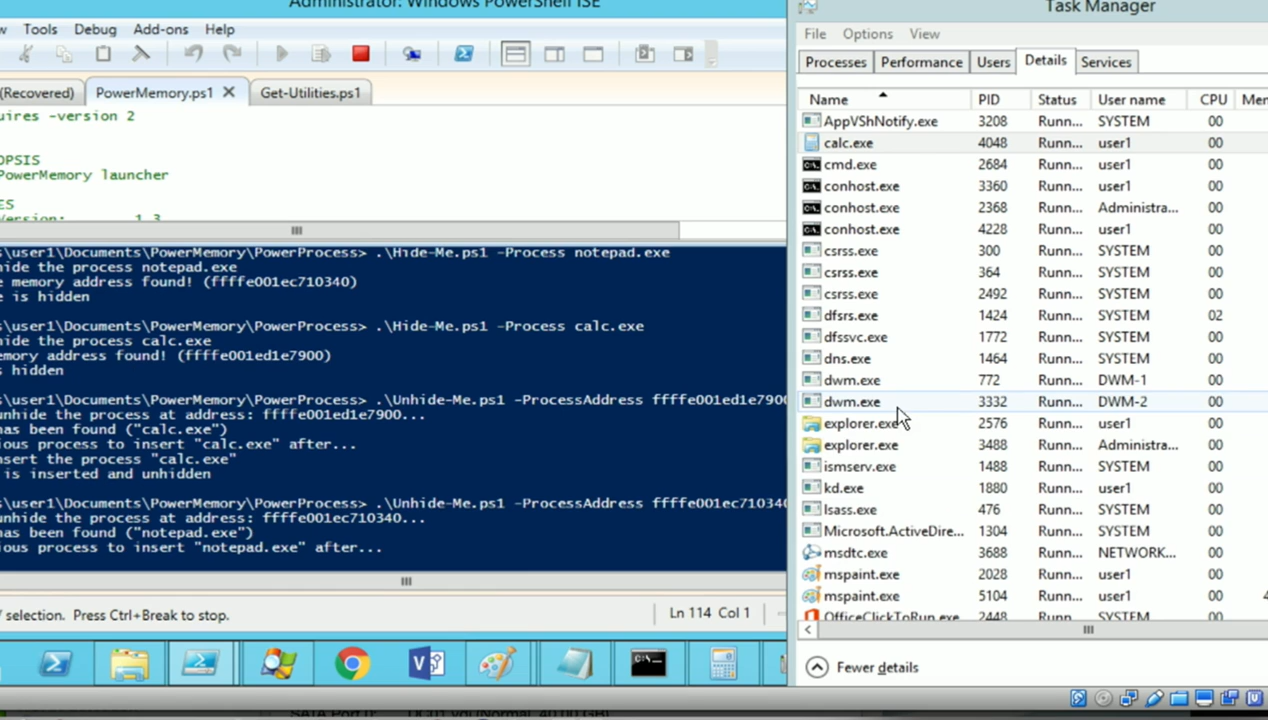 Administrator: Windows PowerShell ISE
Tools Debug Add-ons Help
(Recovered) PowerMemory.ps1 Get-Utilities.ps1
uires -version 2
OPSIS
PowerMemory launcher
ES
Version: 1.3
s\user1\Documents\PowerMemory\PowerProcess> .\Hide-Me.ps1 -Process notepad.exe
hide the process notepad.exe
e memory address found! (ffffe001ec710340)
e is hidden
s\user1\Documents\PowerMemory\PowerProcess> .\Hide-Me.ps1 -Process calc.exe
hide the process calc.exe
emory address found! (ffffe001ed1e7900)
is hidden
s\user1\Documents\PowerMemory\PowerProcess> .\Unhide-Me.ps1 -ProcessAddress ffffe001ed1e7900
unhide the process at address: ffffe001ed1e7900...
has been found ("calc.exe")
ious process to insert "calc.exe" after...
nsert the process "calc.exe"
is inserted and unhidden
s\user1\Documents\PowerMemory\PowerProcess> .\Unhide-Me.ps1 -ProcessAddress ffffe001ec710340
unhide the process at address: ffffe001ec710340...
has been found ("notepad.exe")
ious process to insert "notepad.exe" after...
/ selection. Press Ctrl+Break to stop.
Ln 114 Col 1
Task Manager
File Options View
Processes Performance Users Details Services
Name PID Status User name CPU Mem
AppVShNotify.exe 3208 Runn... SYSTEM 00
calc.exe 4048 Runn... user1 00
cmd.exe 2684 Runn... user1 00
conhost.exe 3360 Runn... user1 00
conhost.exe 2368 Runn... Administra... 00
conhost.exe 4228 Runn... user1 00
csrss.exe 300 Runn... SYSTEM 00
csrss.exe 364 Runn... SYSTEM 00
csrss.exe 2492 Runn... SYSTEM 00
dfsrs.exe 1424 Runn... SYSTEM 02
dfssvc.exe 1772 Runn... SYSTEM 00
dns.exe 1464 Runn... SYSTEM 00
dwm.exe 772 Runn... DWM-1 00
dwm.exe 3332 Runn... DWM-2 00
explorer.exe 2576 Runn... user1 00
explorer.exe 3488 Runn... Administra... 00
ismserv.exe 1488 Runn... SYSTEM 00
kd.exe 1880 Runn... user1 00
lsass.exe 476 Runn... SYSTEM 00
Microsoft.ActiveDire... 1304 Runn... SYSTEM 00
msdtc.exe 3688 Runn... NETWORK... 00
mspaint.exe 2028 Runn... user1 00
mspaint.exe 5104 Runn... user1 00 4
OfficeClickToRun.exe 2448 Runn... SYSTEM 00
Fewer details